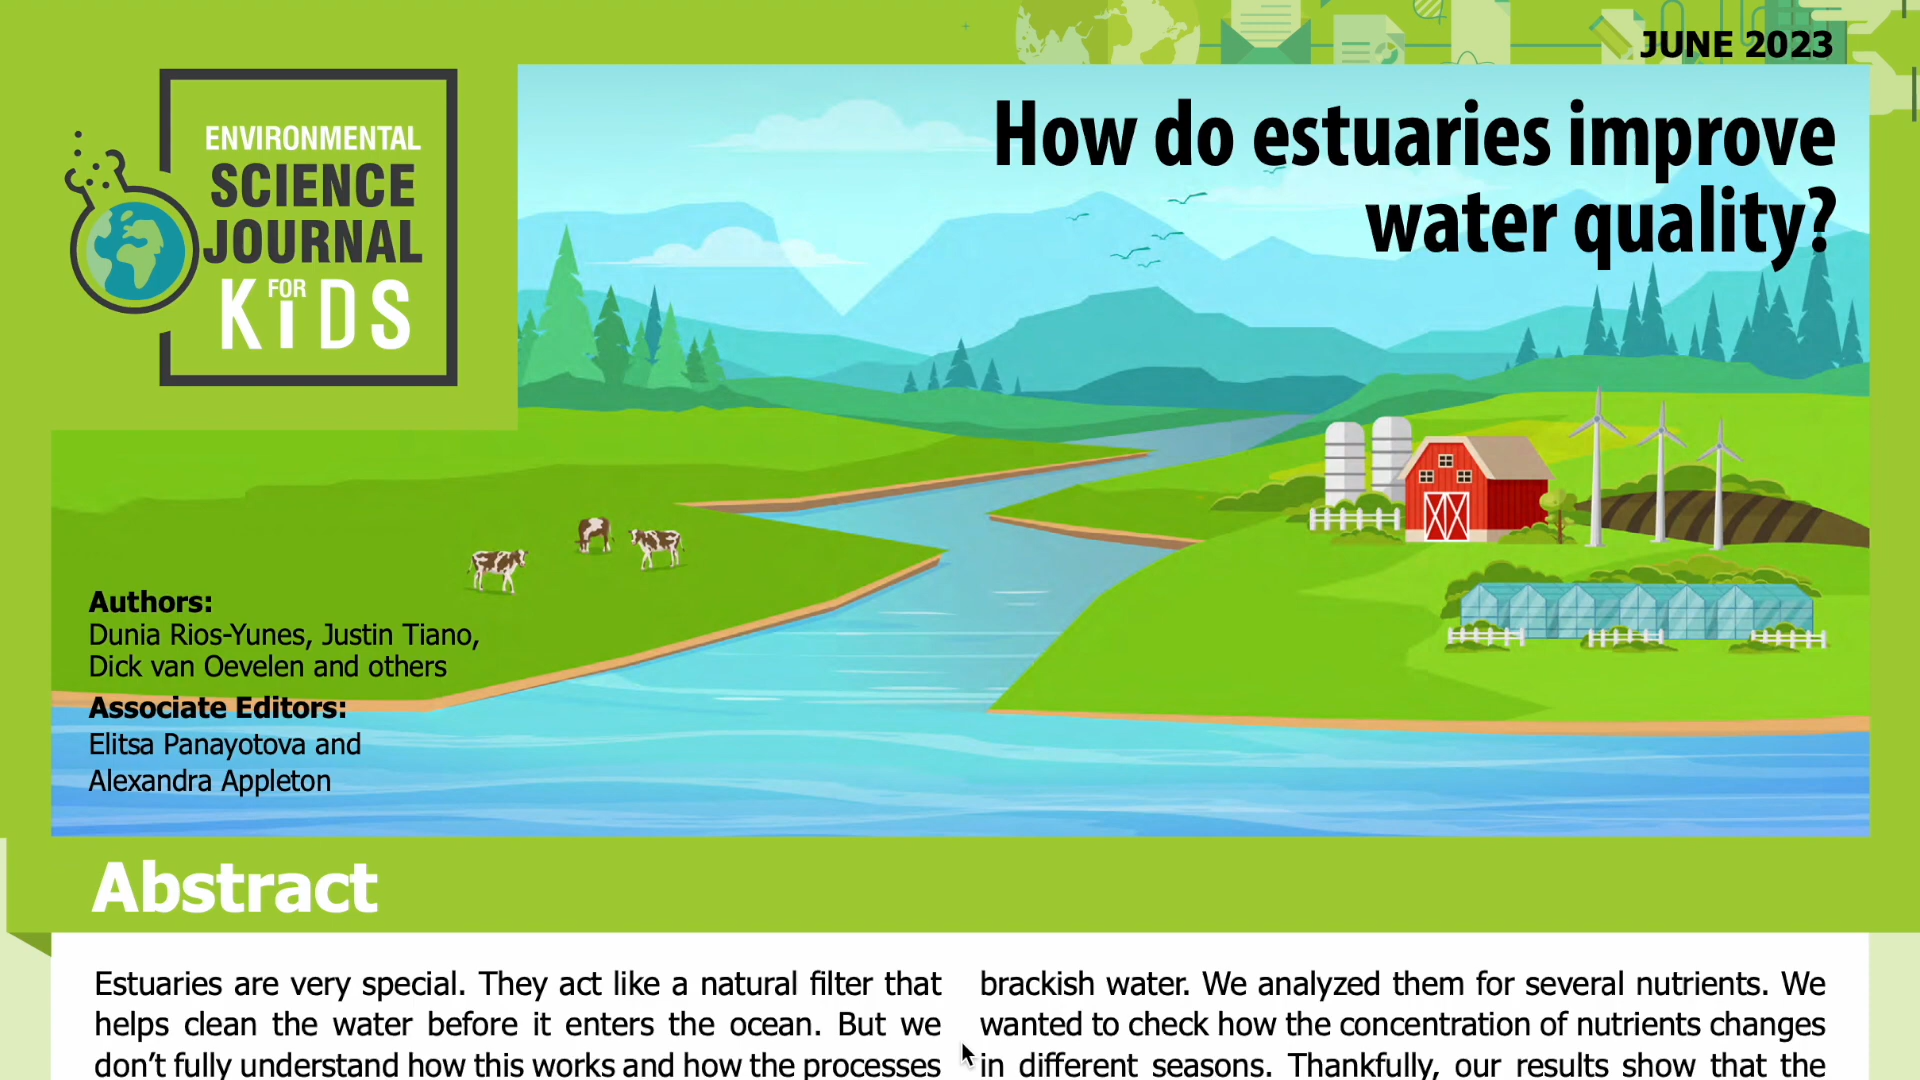 JUNE 2023
ENVIRONMENTAL
SCIENCE
JOURNAL
FOR
KiDS
How do estuaries improve
water quality?
Authors:
Dunia Rios-Yunes, Justin Tiano,
Dick van Oevelen and others
Associate Editors:
Elitsa Panayotova and
Alexandra Appleton
Abstract
Estuaries are very special. They act like a natural filter that
helps clean the water before it enters the ocean. But we
don’t fully understand how this works and how the processes
brackish water. We analyzed them for several nutrients. We
wanted to check how the concentration of nutrients changes
in different seasons. Thankfully, our results show that the